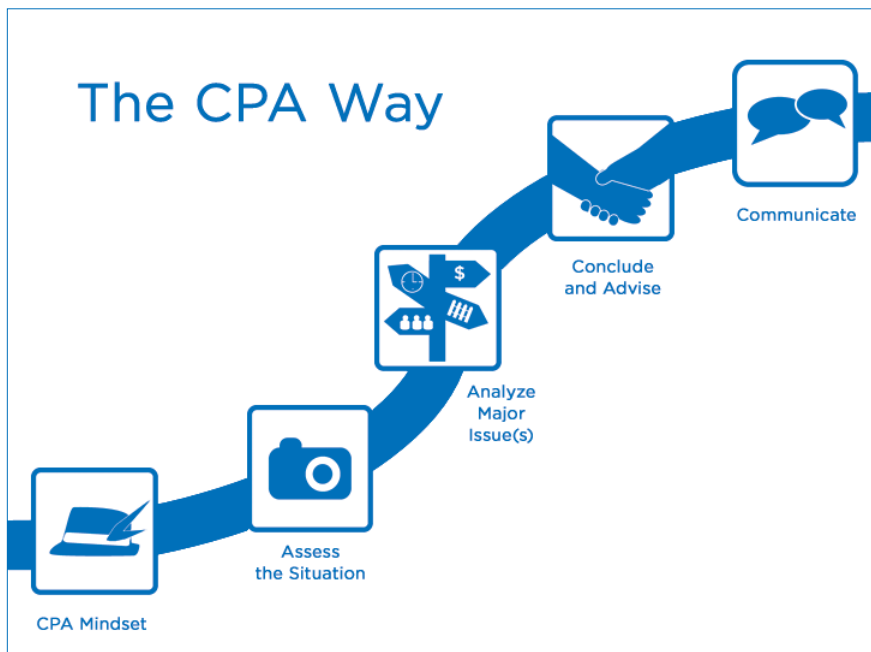 The CPA Way
$
Communicate
Conclude
and Advise
Analyze
Major
Issue(s)
Assess
the Situation
CPA Mindset